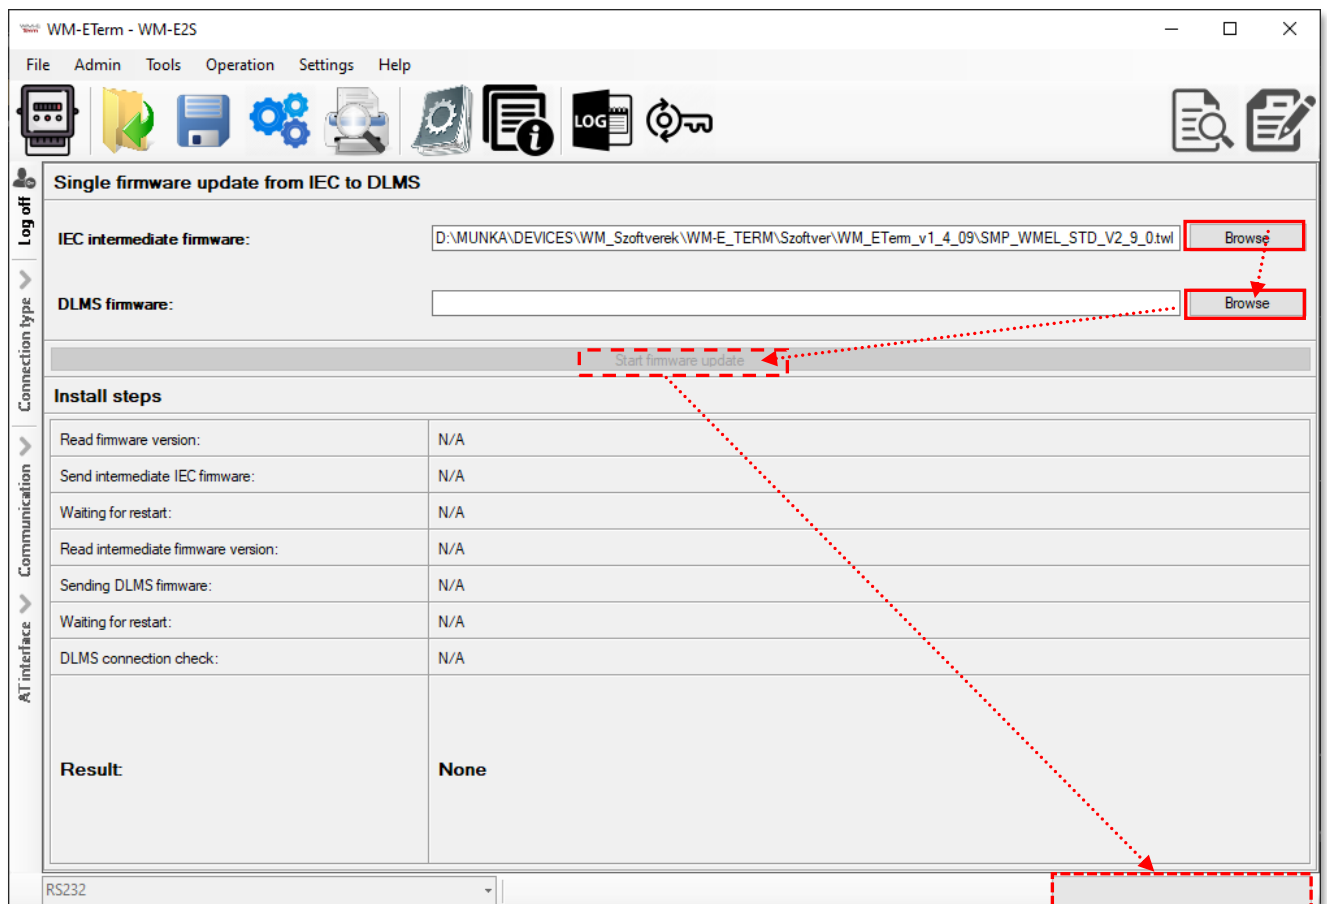 WM-ETerm - WM-E2S
File Admin Tools Operation Settings Help
LOG
Log off
Connection type
Communication
AT interface
Single firmware update from IEC to DLMS
IEC intermediate firmware: D:\MUNKA\DEVICES\WM_Szoftverek\WM-E_TERM\Szoftver\WM_ETerm_v1_4_09\SMP_WMEL_STD_V2_9_0.twl Browse
DLMS firmware: Browse
Start firmware update
Install steps
Read firmware version: N/A
Send intermediate IEC firmware: N/A
Waiting for restart: N/A
Read intermediate firmware version: N/A
Sending DLMS firmware: N/A
Waiting for restart: N/A
DLMS connection check: N/A
Result: None
RS232